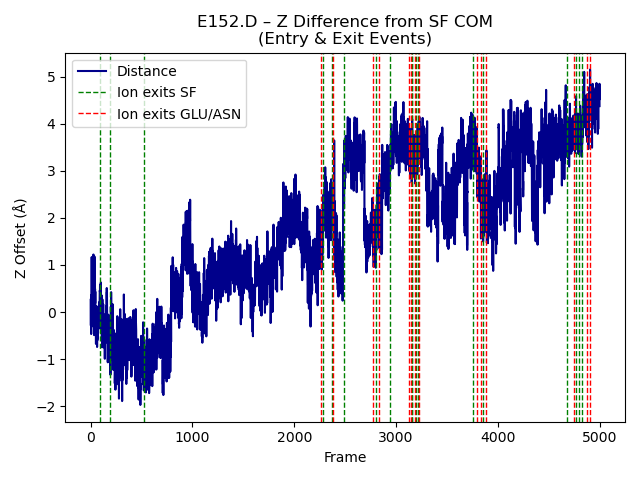 E152.D – Z Difference from SF COM
(Entry & Exit Events)
Distance
Ion exits SF
Ion exits GLU/ASN
Z Offset (Å)
5
4
3
2
1
0
−1
−2
0 1000 2000 3000 4000 5000
Frame